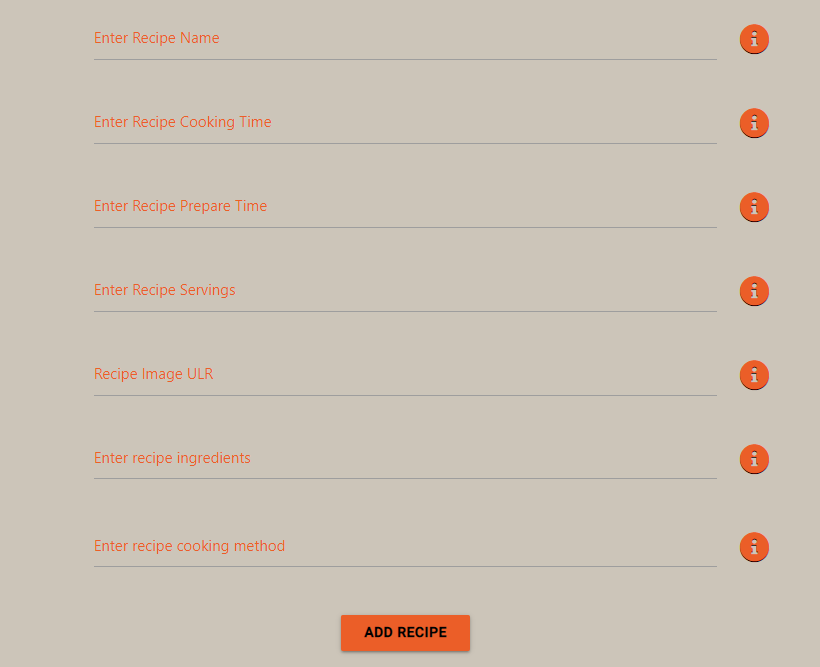 Enter Recipe Name
Enter Recipe Cooking Time
Enter Recipe Prepare Time
Enter Recipe Servings
Recipe Image ULR
Enter recipe ingredients
Enter recipe cooking method
ADD RECIPE